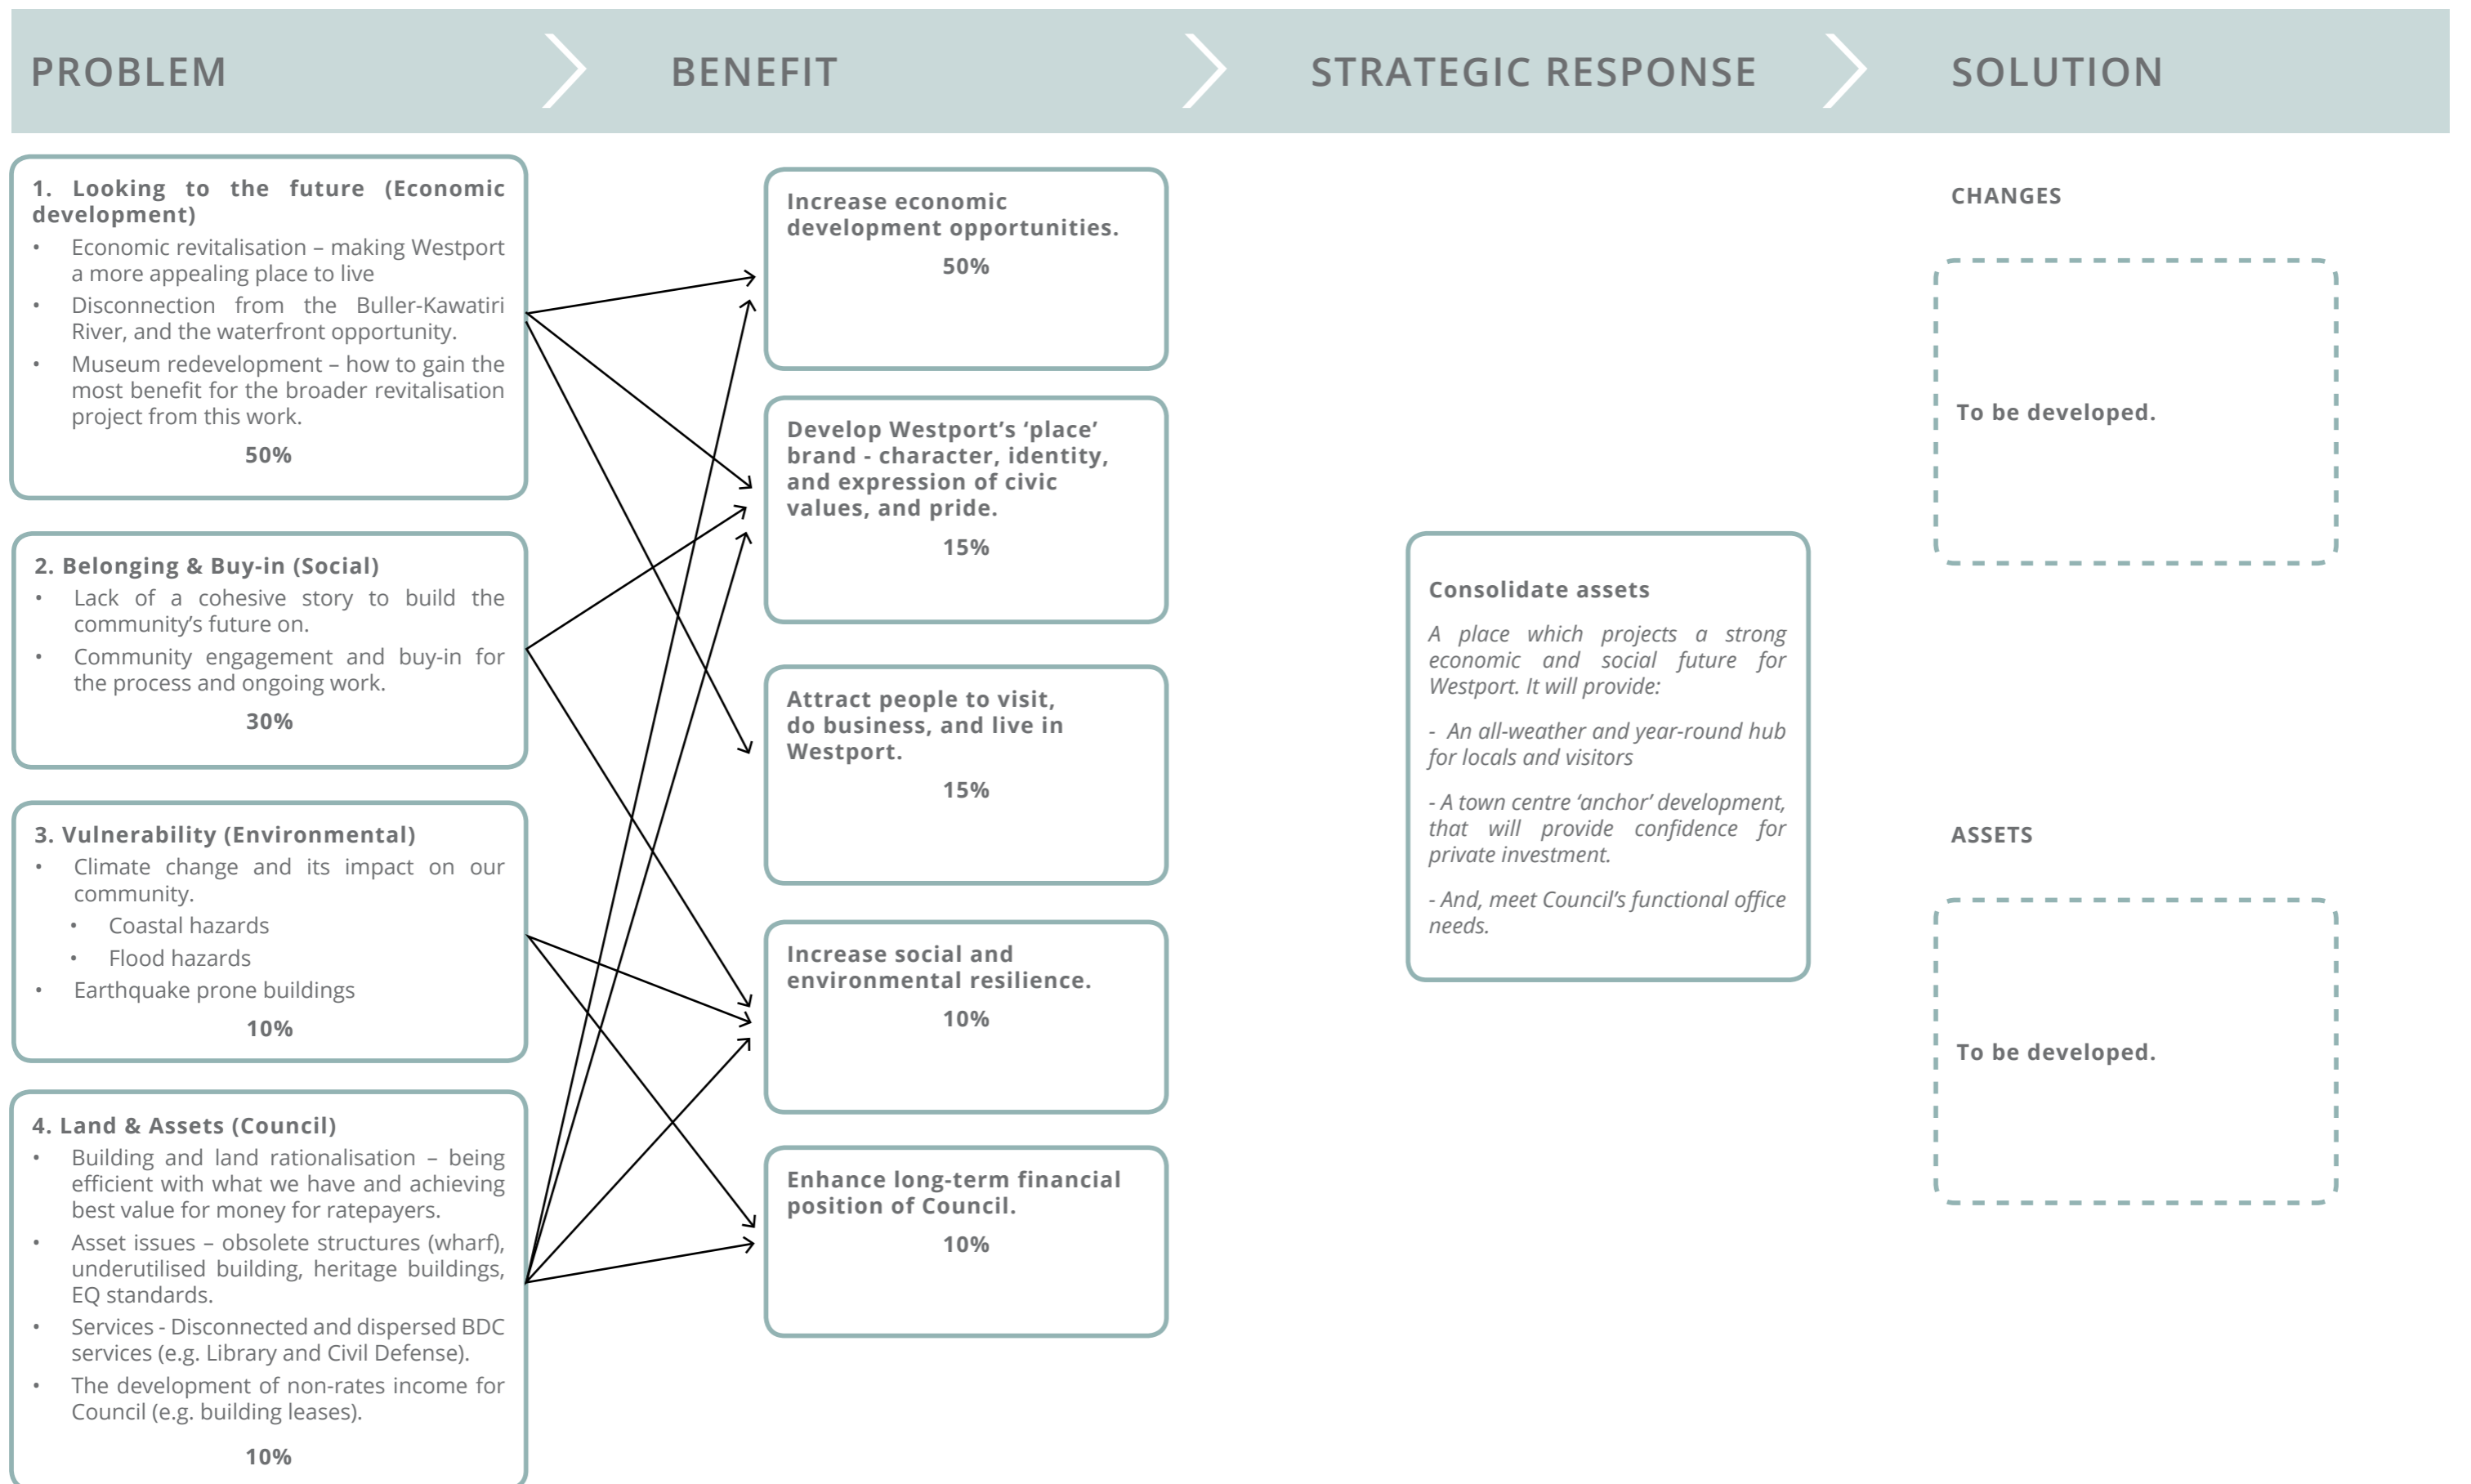 PROBLEM
BENEFIT
STRATEGIC RESPONSE
SOLUTION
1. Looking to the future (Economic
development)
• Economic revitalisation – making Westport
a more appealing place to live
• Disconnection from the Buller-Kawatiri
River, and the waterfront opportunity.
• Museum redevelopment – how to gain the
most benefit for the broader revitalisation
project from this work.
50%
2. Belonging & Buy-in (Social)
• Lack of a cohesive story to build the
community’s future on.
• Community engagement and buy-in for
the process and ongoing work.
30%
3. Vulnerability (Environmental)
• Climate change and its impact on our
community.
• Coastal hazards
• Flood hazards
• Earthquake prone buildings
10%
4. Land & Assets (Council)
• Building and land rationalisation – being
efficient with what we have and achieving
best value for money for ratepayers.
• Asset issues – obsolete structures (wharf),
underutilised building, heritage buildings,
EQ standards.
• Services - Disconnected and dispersed BDC
services (e.g. Library and Civil Defense).
• The development of non-rates income for
Council (e.g. building leases).
10%
Increase economic
development opportunities.
50%
Develop Westport’s ‘place’
brand - character, identity,
and expression of civic
values, and pride.
15%
Attract people to visit,
do business, and live in
Westport.
15%
Increase social and
environmental resilience.
10%
Enhance long-term financial
position of Council.
10%
Consolidate assets
A place which projects a strong
economic and social future for
Westport. It will provide:
- An all-weather and year-round hub
for locals and visitors
- A town centre ‘anchor’ development,
that will provide confidence for
private investment.
- And, meet Council’s functional office
needs.
CHANGES
To be developed.
ASSETS
To be developed.